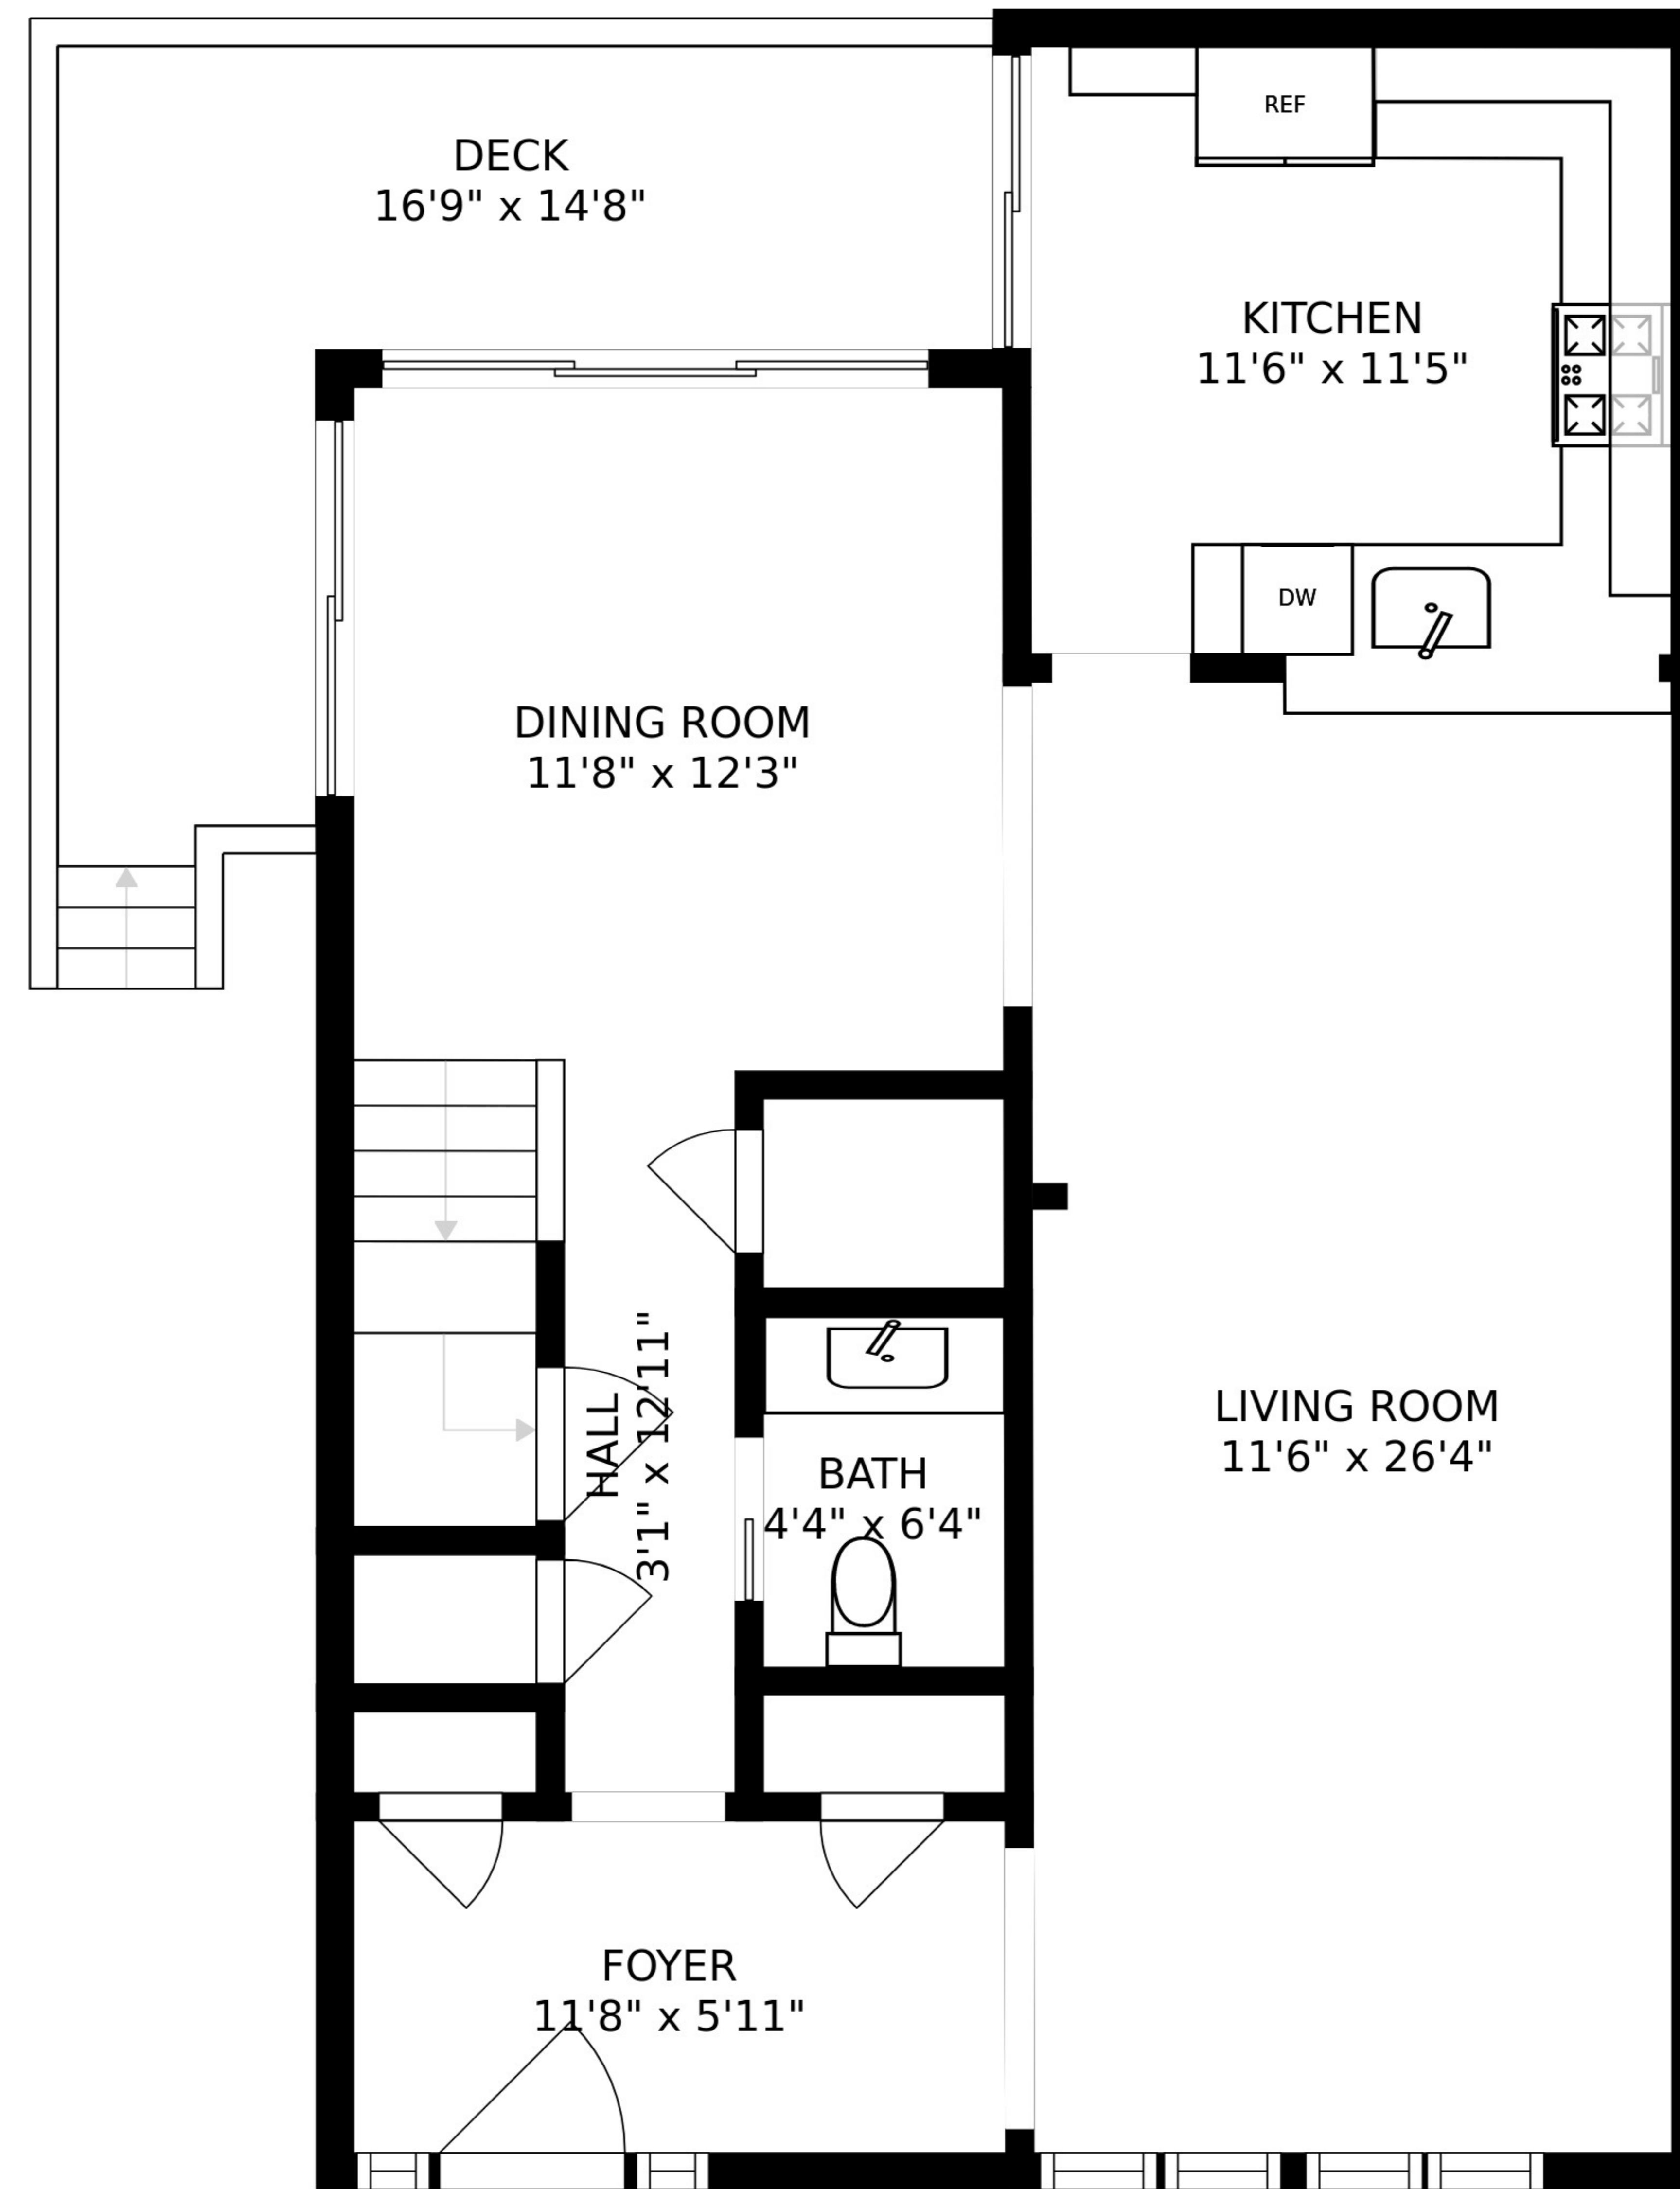 REF
DECK
16'9" x 14'8"
KITCHEN
11'6" x 11'5"
DW
DINING ROOM
11'8" x 12'3"
HALL
3'1" x 12'11"
LIVING ROOM
11'6" x 26'4"
BATH
4'4" x 6'4"
FOYER
11'8" x 5'11"